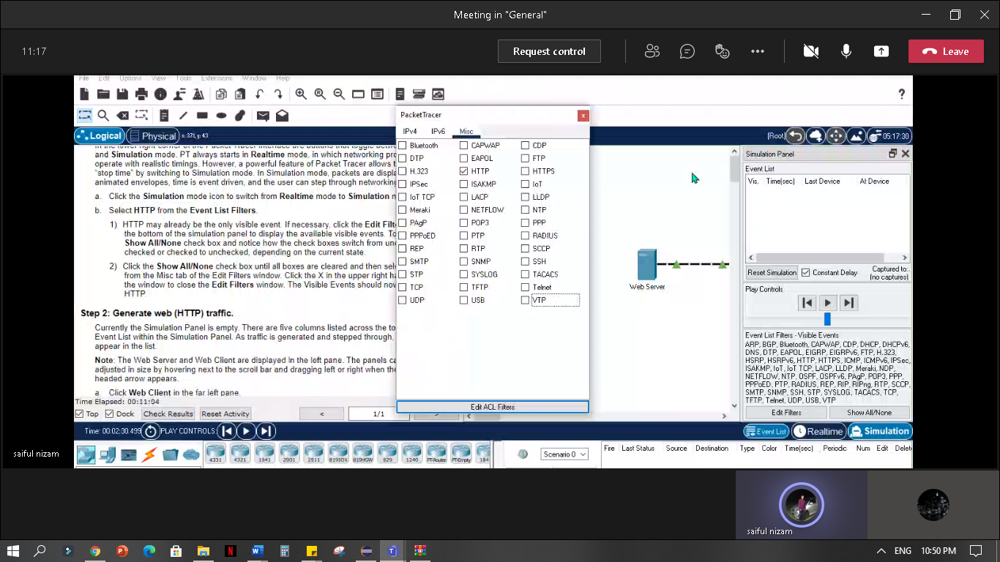 Meeting in "General"
11:17
Request control
Leave
File Edit Options View Tools Extensions Window Help
?
Logical
Physical
x: 371, y: 43
[Root]
05:17:30
In the lower right corner of the Packet Tracer interface are buttons that toggle betw
and Simulation mode. PT always starts in Realtime mode, in which networking pro
operate with realistic timings. However, a powerful feature of Packet Tracer allows t
"stop time" by switching to Simulation mode. In Simulation mode, packets are displa
animated envelopes, time is event driven, and the user can step through networking
a. Click the Simulation mode icon to switch from Realtime mode to Simulation m
b. Select HTTP from the Event List Filters.
1) HTTP may already be the only visible event. If necessary, click the Edit Filte
the bottom of the simulation panel to display the available visible events. To
Show All/None check box and notice how the check boxes switch from un
checked or checked to unchecked, depending on the current state.
2) Click the Show All/None check box until all boxes are cleared and then sele
from the Misc tab of the Edit Filters window. Click the X in the upper right ha
the window to close the Edit Filters window. The Visible Events should now
HTTP.
Step 2: Generate web (HTTP) traffic.
Currently the Simulation Panel is empty. There are five columns listed across the to
Event List within the Simulation Panel. As traffic is generated and stepped through,
appear in the list.
Note: The Web Server and Web Client are displayed in the left pane. The panels ca
adjusted in size by hovering next to the scroll bar and dragging left or right when the
headed arrow appears.
a Click Web Client in the far left pane.
Time Elapsed: 00:11:04
Top
Dock
Check Results
Reset Activity
<
1/1
>
PacketTracer
IPv4 IPv6 Misc
Bluetooth CAPWAP CDP
DTP EAPOL FTP
H.323 HTTP HTTPS
IPSec ISAKMP IoT
IoT TCP LACP LLDP
Meraki NETFLOW NTP
PAgP POP3 PPP
PPPoED PTP RADIUS
REP RTP SCCP
SMTP SNMP SSH
STP SYSLOG TACACS
TCP TFTP Telnet
UDP USB VTP
Edit ACL Filters
Web Server
Simulation Panel
Event List
Vis. Time(sec) Last Device At Device
Reset Simulation
Constant Delay
Captured to:
(no captures)
Play Controls
Event List Filters - Visible Events
ARP, BGP, Bluetooth, CAPWAP, CDP, DHCP, DHCPv6,
DNS, DTP, EAPOL, EIGRP, EIGRPv6, FTP, H.323,
HSRP, HSRPv6, HTTP, HTTPS, ICMP, ICMPv6, IPSec,
ISAKMP, IoT, IoT TCP, LACP, LLDP, Meraki, NDP,
NETFLOW, NTP, OSPF, OSPFv6, PAgP, POP3, PPP,
PPPoED, PTP, RADIUS, REP, RIP, RIPng, RTP, SCCP,
SMTP, SNMP, SSH, STP, SYSLOG, TACACS, TCP,
TFTP, Telnet, UDP, USB, VTP
Edit Filters
Show All/None
Time: 00:02:30.499
PLAY CONTROLS:
Event List
Realtime
Simulation
4331 4321 1941 2901 2911 819IOX 819HGW 829 1240 PT-Router PT-Empty 184
Scenario 0
Fire Last Status Source Destination Type Color Time(sec) Periodic Num Edit Delet
saiful nizam
saiful nizam
ENG
10:50 PM